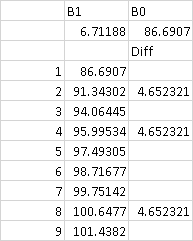 B1 B0
6.71188 86.6907
Diff
1 86.6907
2 91.34302 4.652321
3 94.06445
4 95.99534 4.652321
5 97.49305
6 98.71677
7 99.75142
8 100.6477 4.652321
9 101.4382